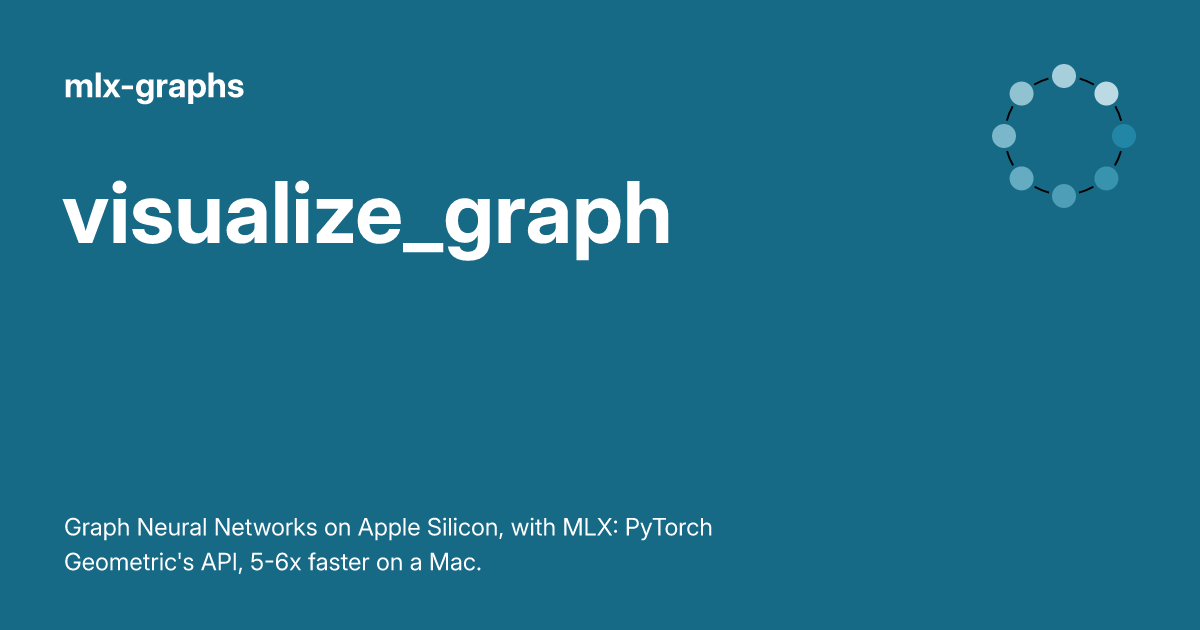 mlx-graphs
visualize_graph
Graph Neural Networks on Apple Silicon, with MLX: PyTorch
Geometric's API, 5-6x faster on a Mac.